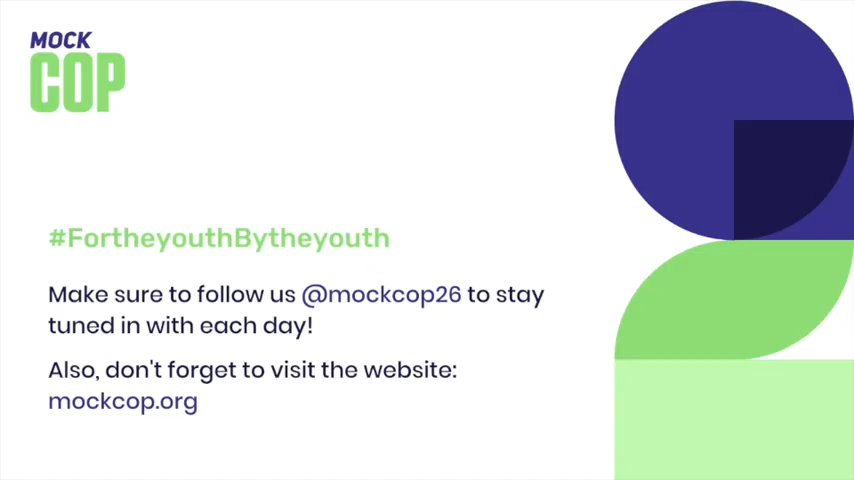 MOCK
COP
#FortheyouthBytheyouth
Make sure to follow us @mockcop26 to stay
tuned in with each day!
Also, don't forget to visit the website:
mockcop.org